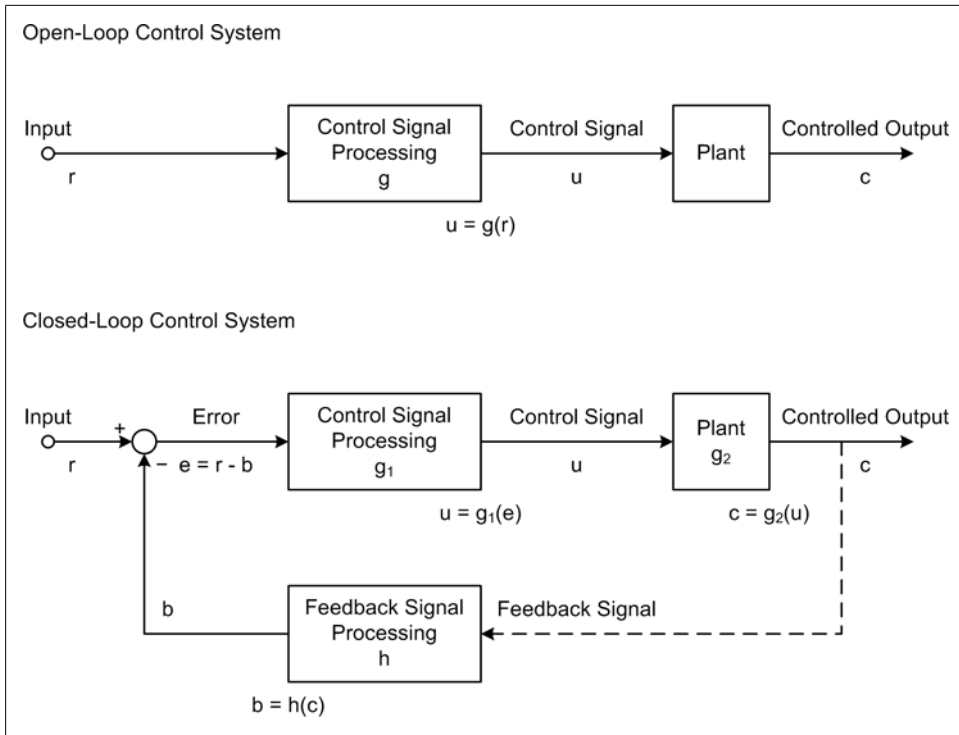 Open-Loop Control System
Input
r
Control Signal
Processing
g
u = g(r)
Control Signal
u
Plant
Controlled Output
c
Closed-Loop Control System
Input
r
+
−
Error
e = r - b
Control Signal
Processing
g₁
u = g₁(e)
Control Signal
u
Plant
g₂
c = g₂(u)
Controlled Output
c
b
Feedback Signal
Processing
h
b = h(c)
Feedback Signal